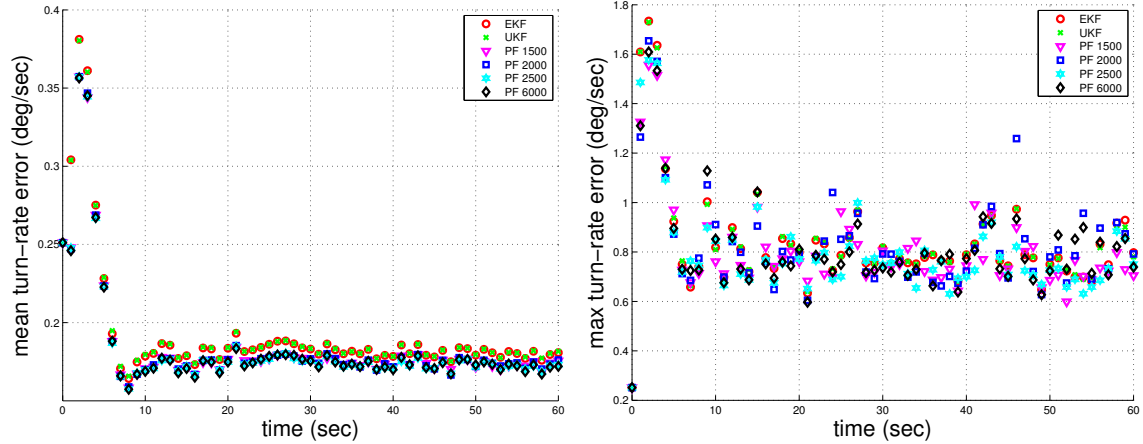 0.4
0.35
0.3
0.25
0.2
0
10
20
30
40
50
60
mean turn−rate error (deg/sec)
time (sec)
EKF
UKF
PF 1500
PF 2000
PF 2500
PF 6000
1.8
1.6
1.4
1.2
1
0.8
0.6
0.4
0.2
0
10
20
30
40
50
60
max turn−rate error (deg/sec)
time (sec)
EKF
UKF
PF 1500
PF 2000
PF 2500
PF 6000